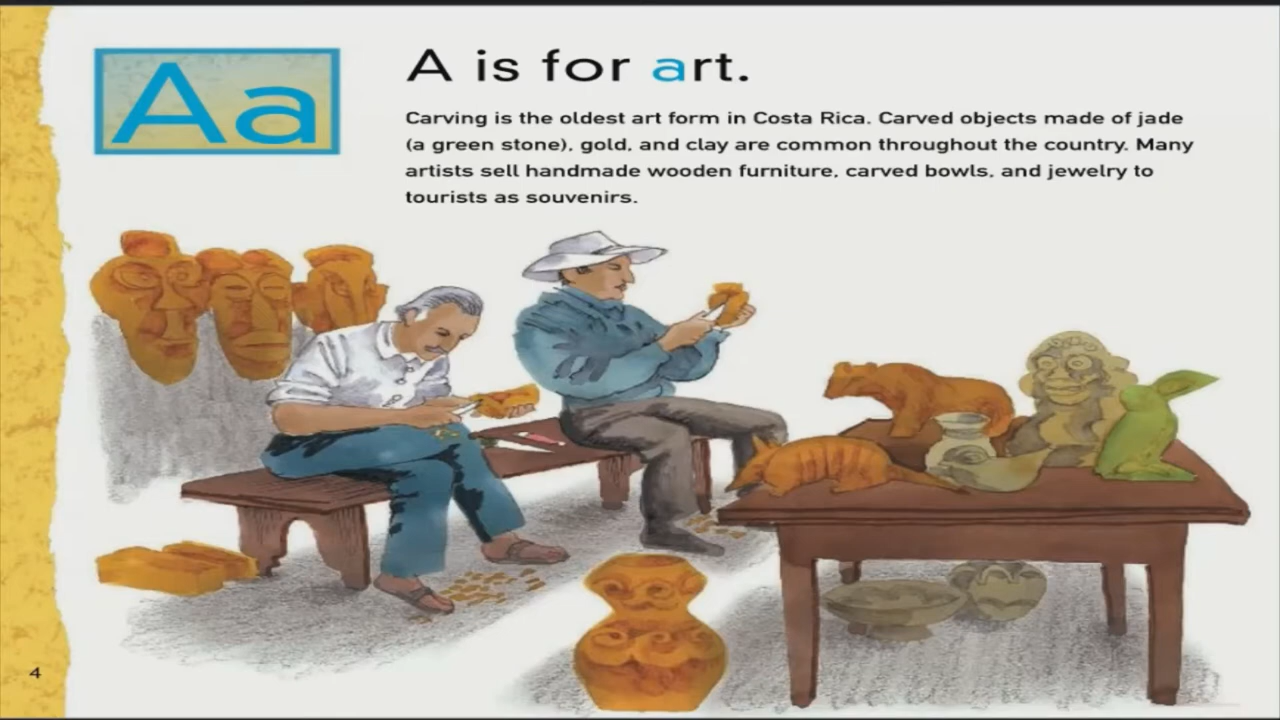 Aa
A is for art.
Carving is the oldest art form in Costa Rica. Carved objects made of jade
(a green stone), gold, and clay are common throughout the country. Many
artists sell handmade wooden furniture, carved bowls, and jewelry to
tourists as souvenirs.
4